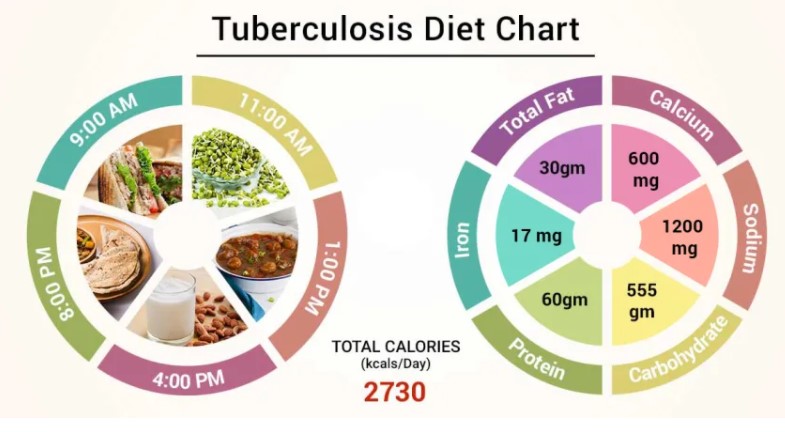 Tuberculosis Diet Chart
9:00 AM
11:00 AM
1:00 PM
4:00 PM
8:00 PM
TOTAL CALORIES
(kcals/Day)
2730
Total Fat
30gm
Calcium
600
mg
Sodium
1200
mg
Carbohydrate
555
gm
Protein
60gm
Iron
17 mg